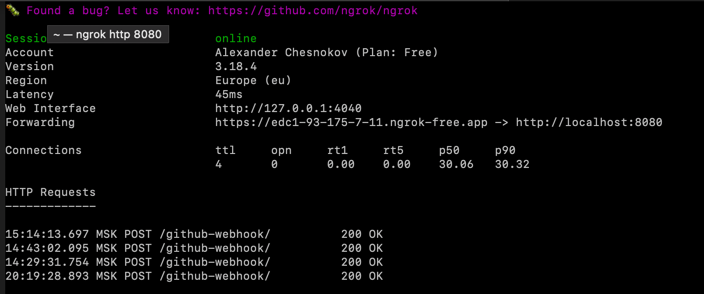 Found a bug? Let us know: https://github.com/ngrok/ngrok
Sessio online
~ — ngrok http 8080
Account Alexander Chesnokov (Plan: Free)
Version 3.18.4
Region Europe (eu)
Latency 45ms
Web Interface http://127.0.0.1:4040
Forwarding https://edc1-93-175-7-11.ngrok-free.app -> http://localhost:8080
Connections ttl opn rt1 rt5 p50 p90
4 0 0.00 0.00 30.06 30.32
HTTP Requests
-------------
15:14:13.697 MSK POST /github-webhook/ 200 OK
14:43:02.095 MSK POST /github-webhook/ 200 OK
14:29:31.754 MSK POST /github-webhook/ 200 OK
20:19:28.893 MSK POST /github-webhook/ 200 OK